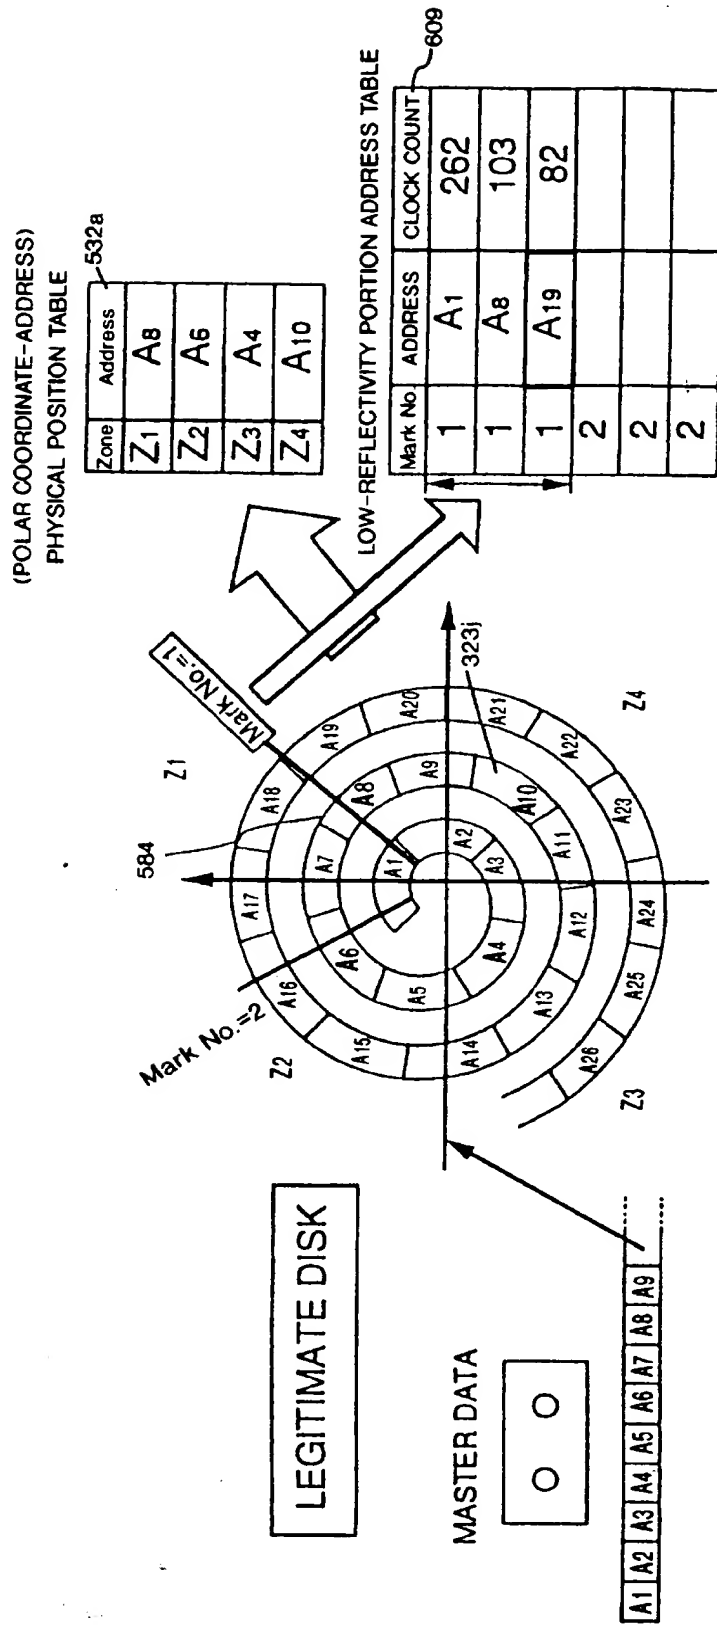 (POLAR COORDINATE-ADDRESS)
PHYSICAL POSITION TABLE
532a
Zone Address
Z1 A8
Z2 A6
Z3 A4
Z4 A10
LOW-REFLECTIVITY PORTION ADDRESS TABLE
609
Mark No. ADDRESS CLOCK COUNT
1 A1 262
1 A8 103
1 A19 82
2
2
2
LEGITIMATE DISK
MASTER DATA
A1 A2 A3 A4 A5 A6 A7 A8 A9
Mark No.=2
Mark No.=1
584
323j
Z1
Z2
Z3
Z4
A1
A2
A3
A4
A5
A6
A7
A8
A9
A10
A11
A12
A13
A14
A15
A16
A17
A18
A19
A20
A21
A22
A23
A24
A25
A26